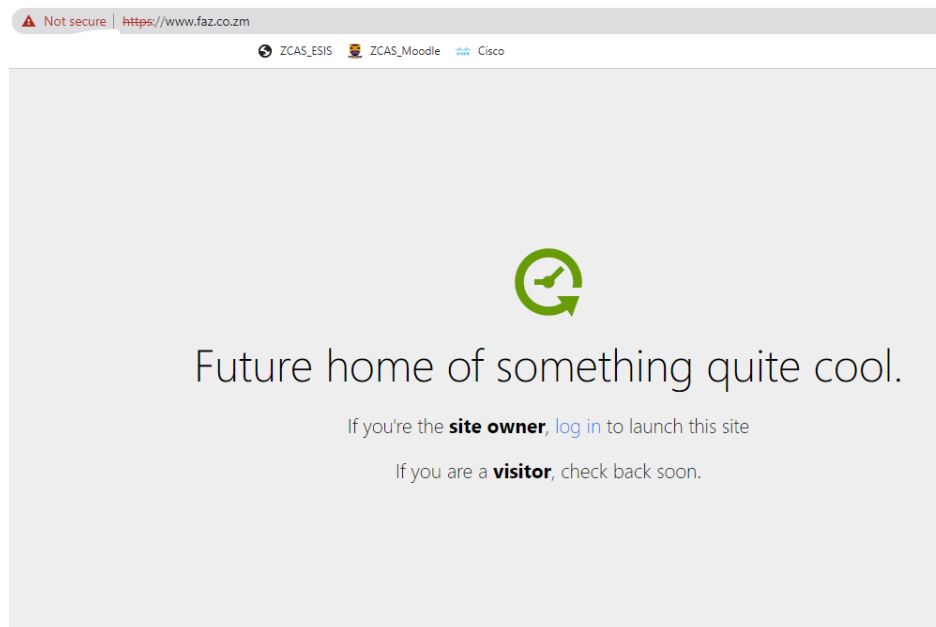 Not secure | https://www.faz.co.zm
ZCAS_ESIS ZCAS_Moodle Cisco
Future home of something quite cool.
If you're the site owner, log in to launch this site
If you are a visitor, check back soon.